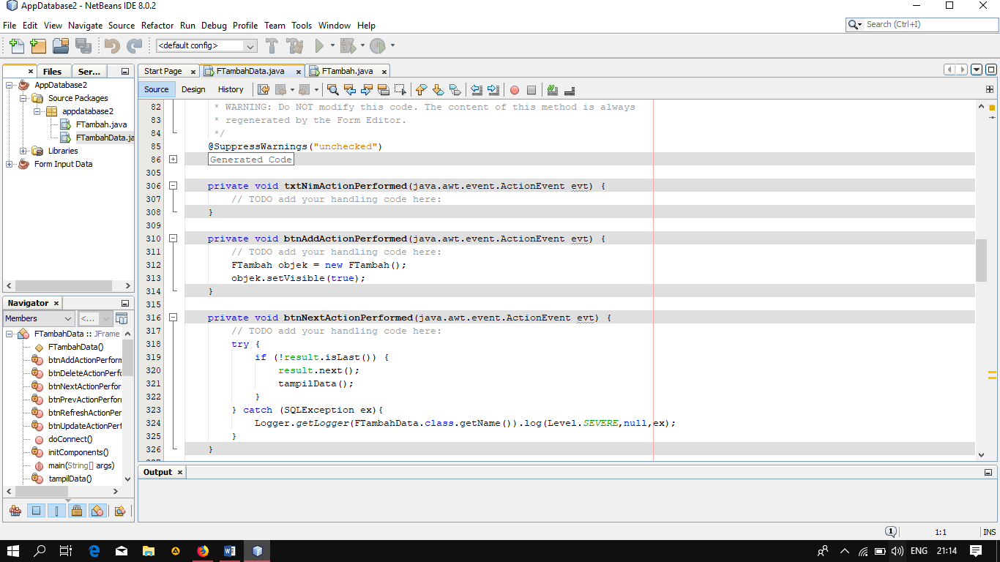 AppDatabase2 - NetBeans IDE 8.0.2
File Edit View Navigate Source Refactor Run Debug Profile Team Tools Window Help
Search (Ctrl+I)
<default config>
Files Ser...
AppDatabase2
Source Packages
appdatabase2
FTambah.java
FTambahData.ja
Libraries
Form Input Data
Start Page FTambahData.java FTambah.java
Source Design History
82 * WARNING: Do NOT modify this code. The content of this method is always
83 * regenerated by the Form Editor.
84 */
85 @SuppressWarnings("unchecked")
86 Generated Code
305
306 private void txtNimActionPerformed(java.awt.event.ActionEvent evt) {
307 // TODO add your handling code here:
308 }
309
310 private void btnAddActionPerformed(java.awt.event.ActionEvent evt) {
311 // TODO add your handling code here:
312 FTambah objek = new FTambah();
313 objek.setVisible(true);
314 }
315
316 private void btnNextActionPerformed(java.awt.event.ActionEvent evt) {
317 // TODO add your handling code here:
318 try {
319 if (!result.isLast()) {
320 result.next();
321 tampilData();
322 }
323 } catch (SQLException ex){
324 Logger.getLogger(FTambahData.class.getName()).log(Level.SEVERE,null,ex);
325 }
326 }
Navigator
Members <...
FTambahData :: JFrame
FTambahData()
btnAddActionPerform
btnDeleteActionPerfo
btnNextActionPerfor
btnPrevActionPerfor
btnRefreshActionPer
btnUpdateActionPerf
doConnect()
initComponents()
main(String[] args)
tampilData()
Output
1 1:1 INS
ENG 21:14